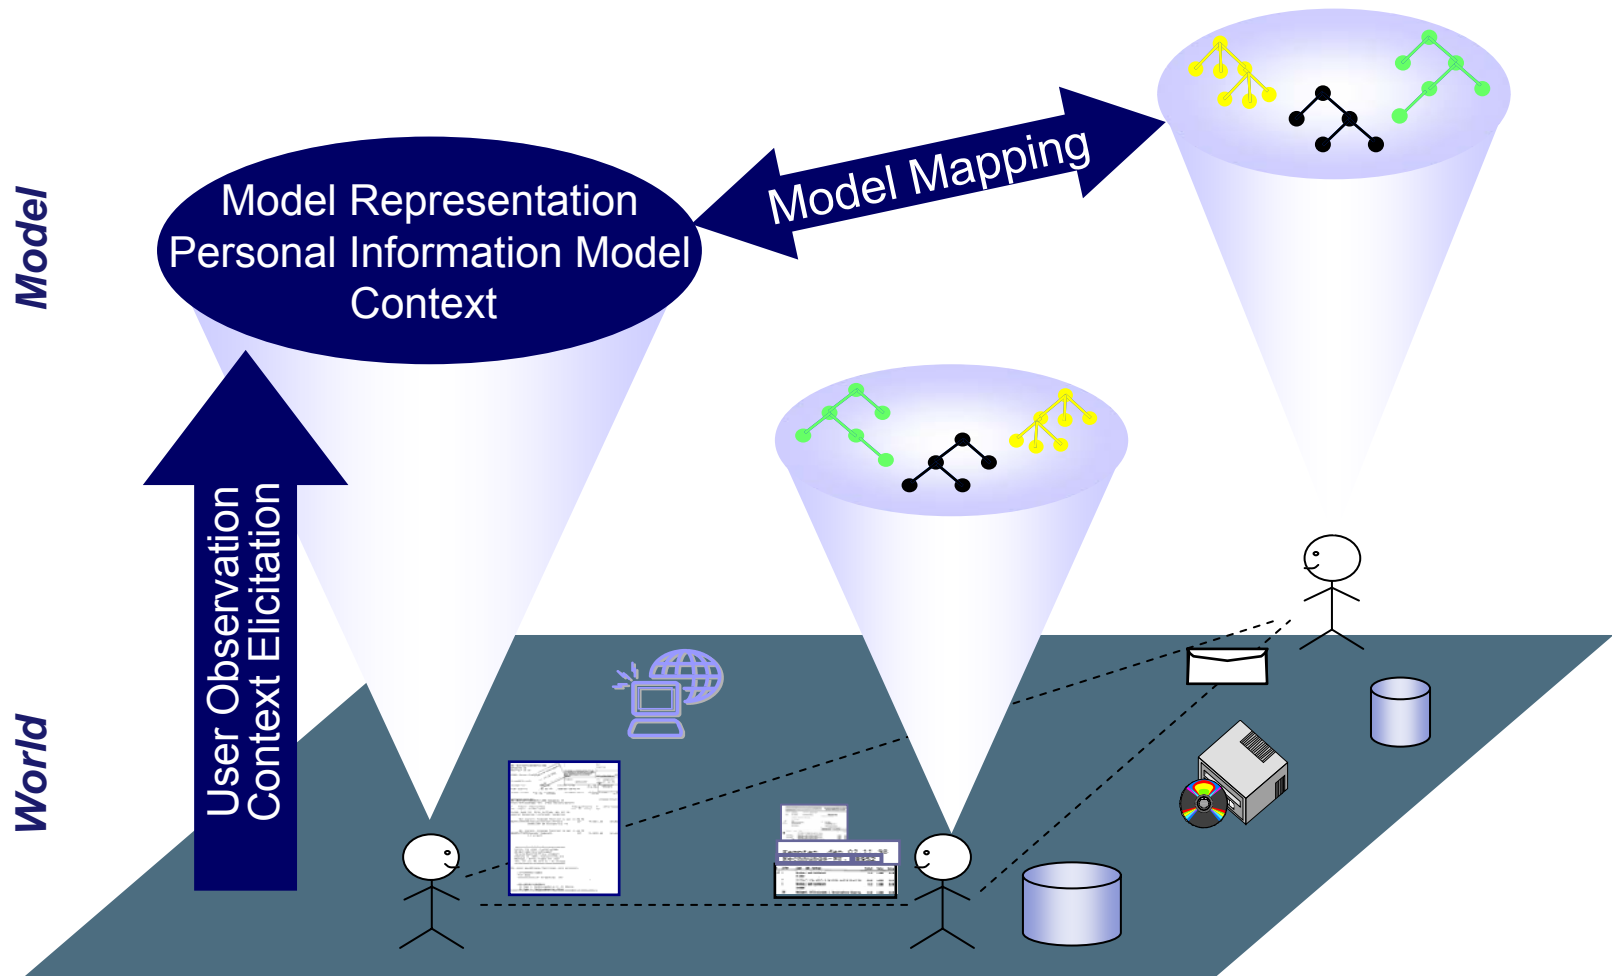 Model Representation
Personal Information Model
Context
Model Mapping
Model
World
User Observation
Context Elicitation